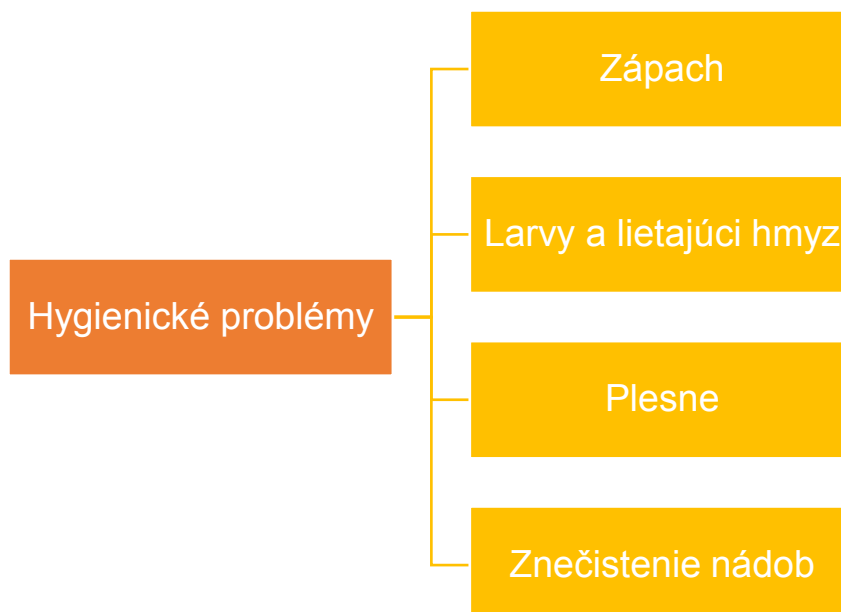 Zápach
Larvy a lietajúci hmyz
Hygienické problémy
Plesne
Znečistenie nádob